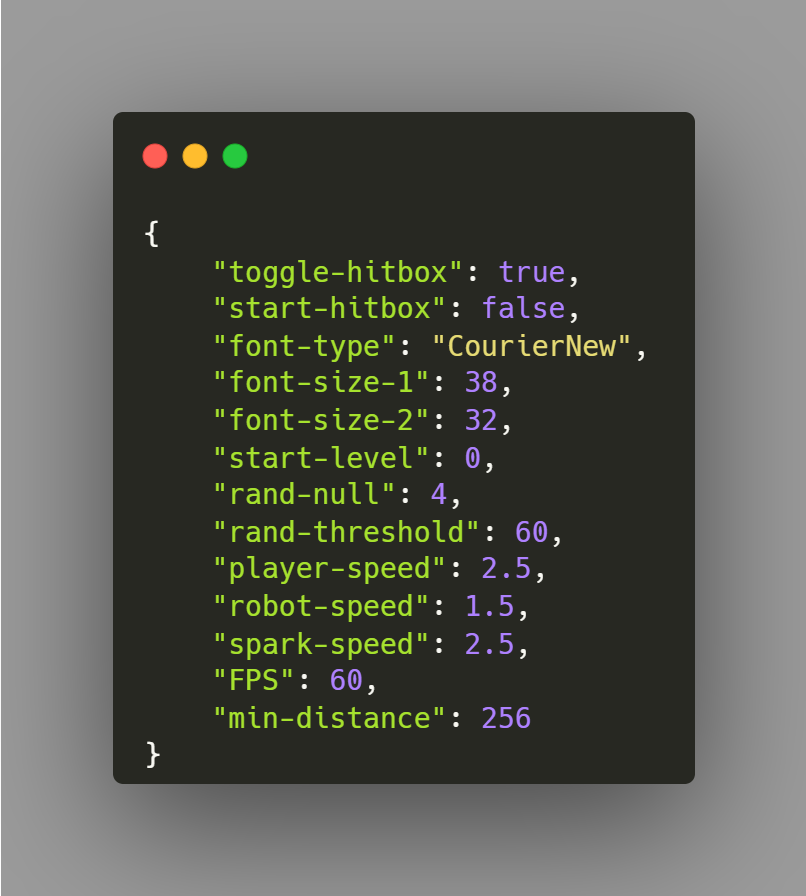 {
    "toggle-hitbox": true,
    "start-hitbox": false,
    "font-type": "CourierNew",
    "font-size-1": 38,
    "font-size-2": 32,
    "start-level": 0,
    "rand-null": 4,
    "rand-threshold": 60,
    "player-speed": 2.5,
    "robot-speed": 1.5,
    "spark-speed": 2.5,
    "FPS": 60,
    "min-distance": 256
}